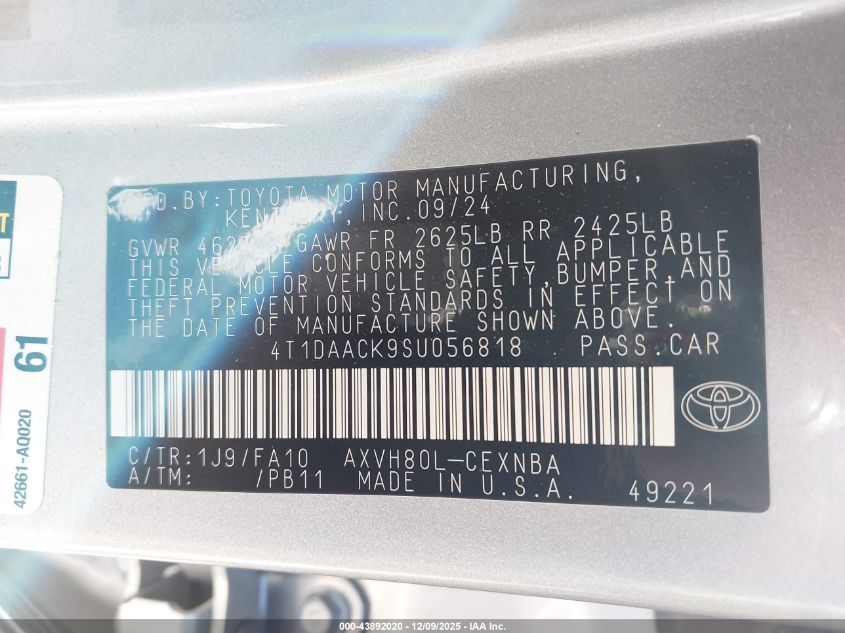 MFD.BY:TOYOTA MOTOR MANUFACTURING,
KENTUCKY,INC.09/24
GVWR GAWR FR 2625LB RR 2425LB
THIS VEHICLE CONFORMS TO ALL APPLICABLE
FEDERAL MOTOR VEHICLE SAFETY,BUMPER,AND
THEFT PREVENTION STANDARDS IN EFFECT ON
THE DATE OF MANUFACTURE SHOWN ABOVE.
4T1DAACK9SU056818 PASS.CAR
C/TR:1J9/FA10 AXVH80L-CEXNBA
A/TM: /PB11 MADE IN U.S.A. 49221
61
42661-AQ020
000-43892020 | 12/09/2025 - IAA Inc.